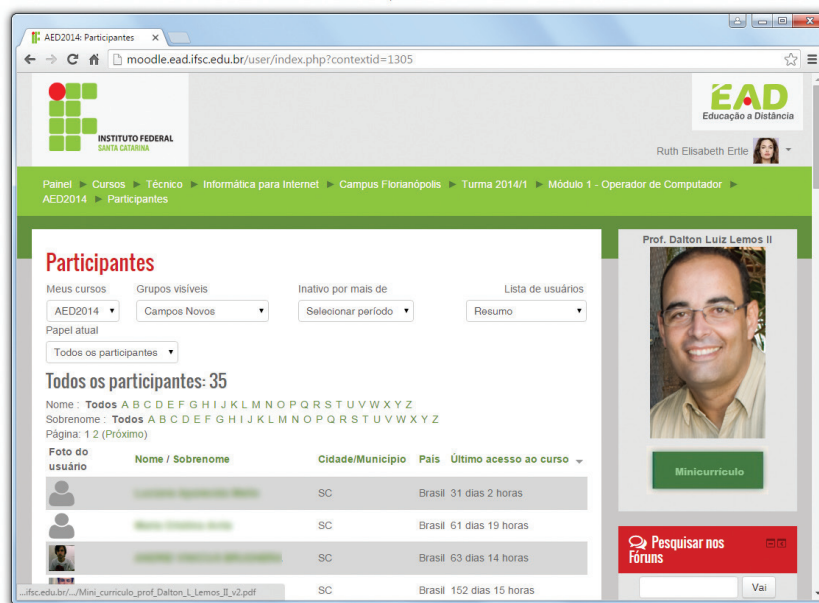 AED2014: Participantes
moodle.ead.ifsc.edu.br/user/index.php?contextid=1305
INSTITUTO FEDERAL
SANTA CATARINA
EAD
Educação a Distância
Ruth Elisabeth Ertle
Painel ► Cursos ► Técnico ► Informática para Internet ► Campus Florianópolis ► Turma 2014/1 ► Módulo 1 - Operador de Computador ►
AED2014 ► Participantes
Participantes
Meus cursos Grupos visíveis Inativo por mais de Lista de usuários
AED2014 Campos Novos Selecionar período Resumo
Papel atual
Todos os participantes
Todos os participantes: 35
Nome : Todos A B C D E F G H I J K L M N O P Q R S T U V W X Y Z
Sobrenome : Todos A B C D E F G H I J K L M N O P Q R S T U V W X Y Z
Página: 1 2 (Próximo)
Foto do usuário Nome / Sobrenome Cidade/Município País Último acesso ao curso
SC Brasil 31 dias 2 horas
SC Brasil 61 dias 19 horas
SC Brasil 63 dias 14 horas
SC Brasil 152 dias 15 horas
...ifsc.edu.br/.../Mini_curriculo_prof_Dalton_L_Lemos_II_v2.pdf
Prof. Dalton Luiz Lemos II
Minicurrículo
Pesquisar nos
Fóruns
Vai